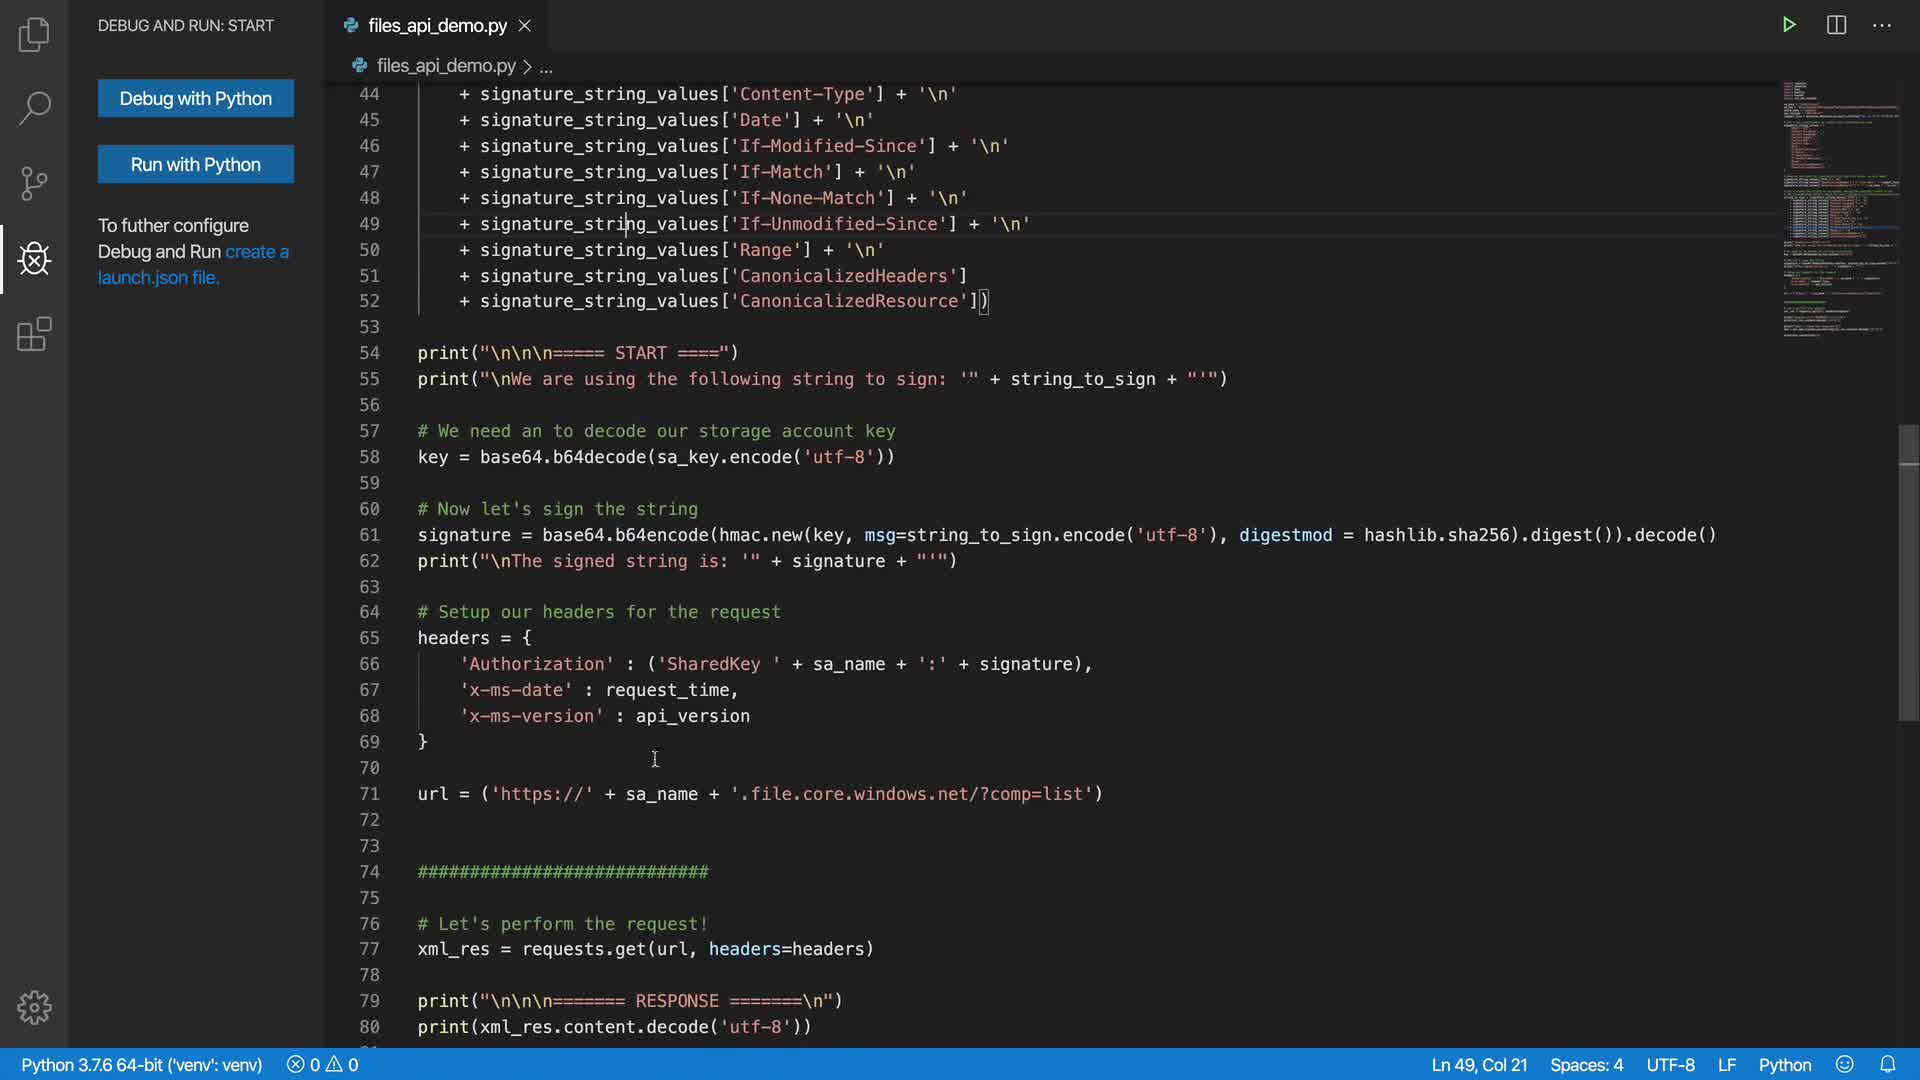 DEBUG AND RUN: START
Debug with Python
Run with Python
To futher configure
Debug and Run create a
launch.json file.
files_api_demo.py
files_api_demo.py > ...
44 + signature_string_values['Content-Type'] + '\n'
45 + signature_string_values['Date'] + '\n'
46 + signature_string_values['If-Modified-Since'] + '\n'
47 + signature_string_values['If-Match'] + '\n'
48 + signature_string_values['If-None-Match'] + '\n'
49 + signature_string_values['If-Unmodified-Since'] + '\n'
50 + signature_string_values['Range'] + '\n'
51 + signature_string_values['CanonicalizedHeaders']
52 + signature_string_values['CanonicalizedResource'])
53
54 print("\n\n\n===== START ====")
55 print("\nWe are using the following string to sign: '" + string_to_sign + "'")
56
57 # We need an to decode our storage account key
58 key = base64.b64decode(sa_key.encode('utf-8'))
59
60 # Now let's sign the string
61 signature = base64.b64encode(hmac.new(key, msg=string_to_sign.encode('utf-8'), digestmod = hashlib.sha256).digest()).decode()
62 print("\nThe signed string is: '" + signature + "'")
63
64 # Setup our headers for the request
65 headers = {
66 'Authorization' : ('SharedKey ' + sa_name + ':' + signature),
67 'x-ms-date' : request_time,
68 'x-ms-version' : api_version
69 }
70
71 url = ('https://' + sa_name + '.file.core.windows.net/?comp=list')
72
73
74 ############################
75
76 # Let's perform the request!
77 xml_res = requests.get(url, headers=headers)
78
79 print("\n\n\n======= RESPONSE =======\n")
80 print(xml_res.content.decode('utf-8'))
Python 3.7.6 64-bit ('venv': venv) 0 0 Ln 49, Col 21 Spaces: 4 UTF-8 LF Python